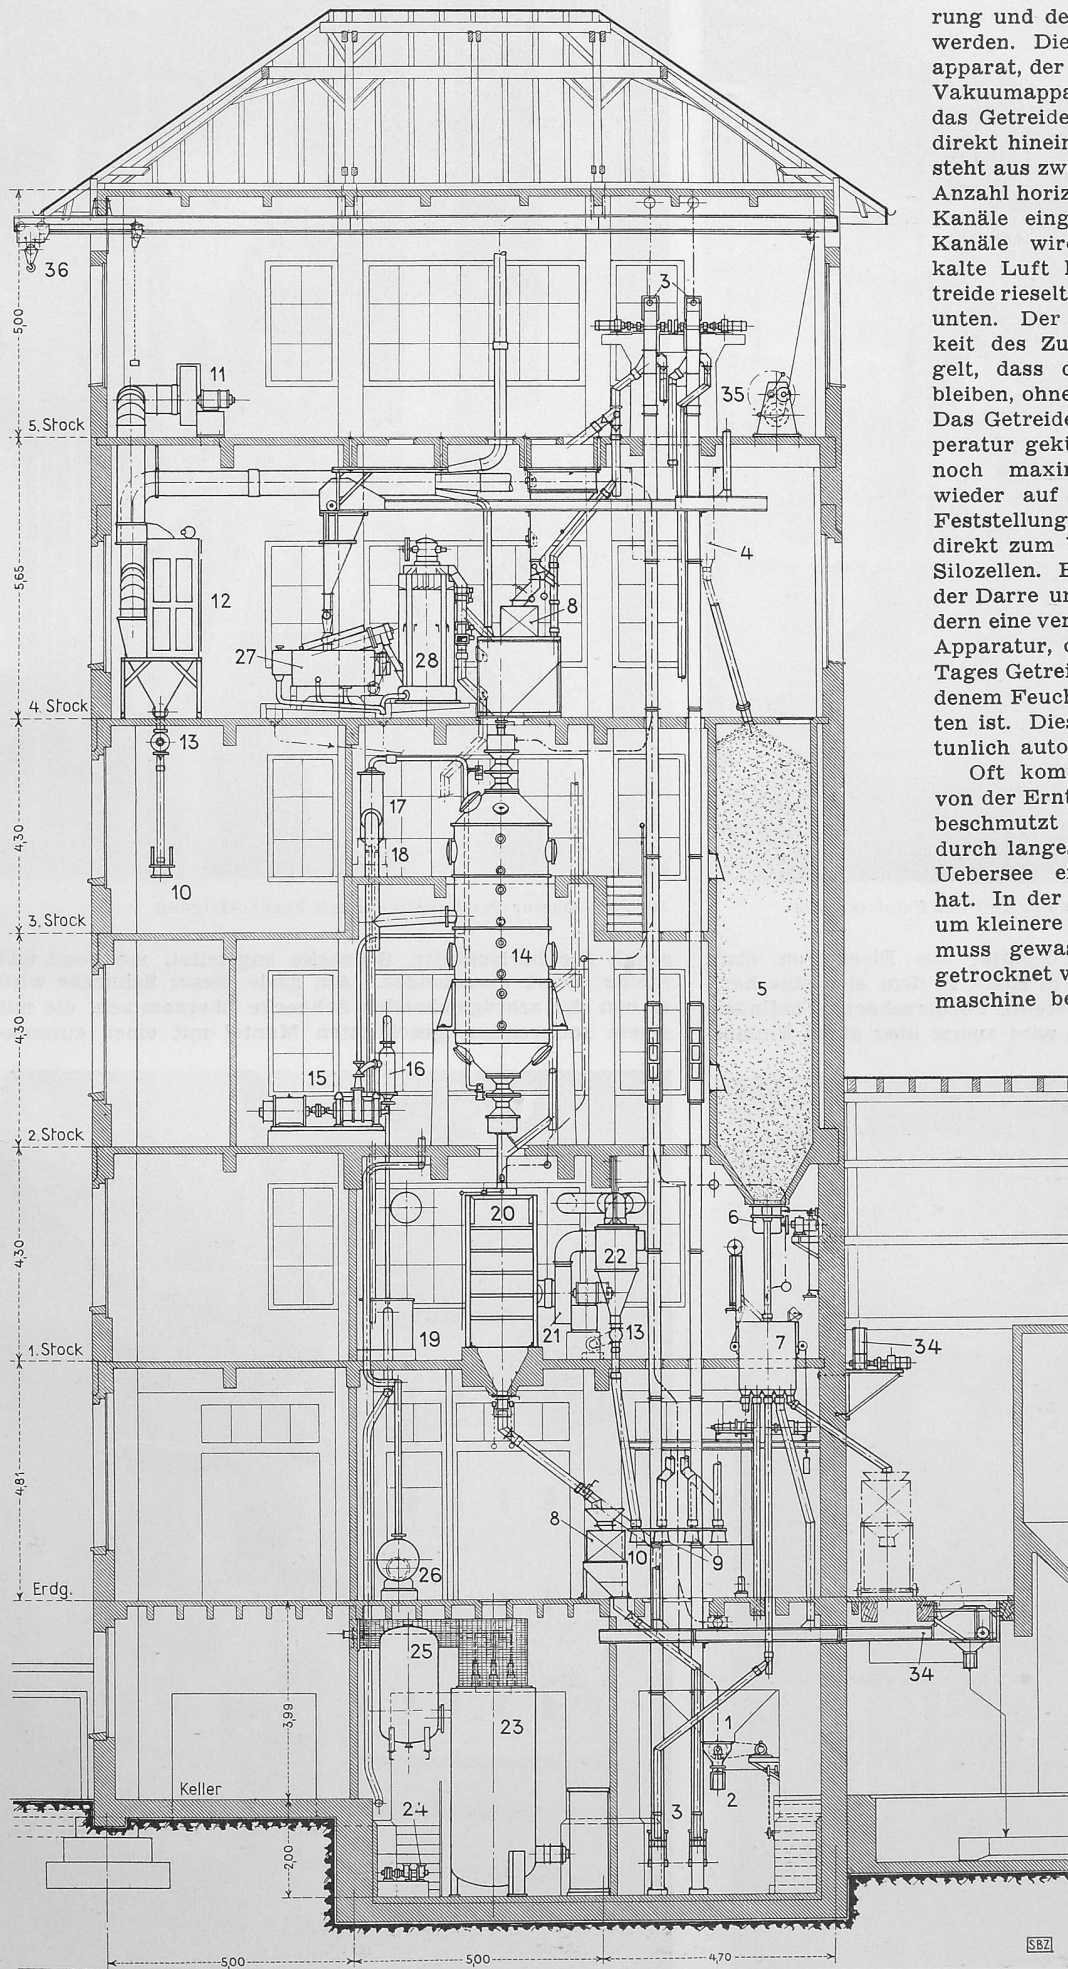 rung und de
werden. Die
apparat, der
Vakuumappa
das Getreide
direkt hinein
steht aus zw
Anzahl horiz
Kanäle eing
Kanäle wird
kalte Luft
treide rieselt
unten. Der
keit des Zu
gelt, dass
bleiben, ohne
Das Getreide
peratur gekü
noch maxin
wieder auf
Feststellung
direkt zum
Silozellen.
der Darre un
dern eine ver
Apparatur,
Tages Getrei
denem Feuch
ten ist. Dies
tunlich auto
Oft kom
von der Ernt
beschmutzt
durch lange
Uebersee
hat. In der
um kleinere
muss gewas
getrocknet
maschine be
36
3
5,00
11
35
5. Stock
5,65
4
12
8
27
28
4. Stock
13
17
4,30
18
10
3. Stock
14
5
4,30
15
16
2. Stock
20
6
22
4,30
19
21
13
7
34
1. Stock
4,81
8
10
9
26
Erdg.
25
34
3,99
23
1
Keller
24
3
2
2,00
5,00
5,00
4,70
SBZ